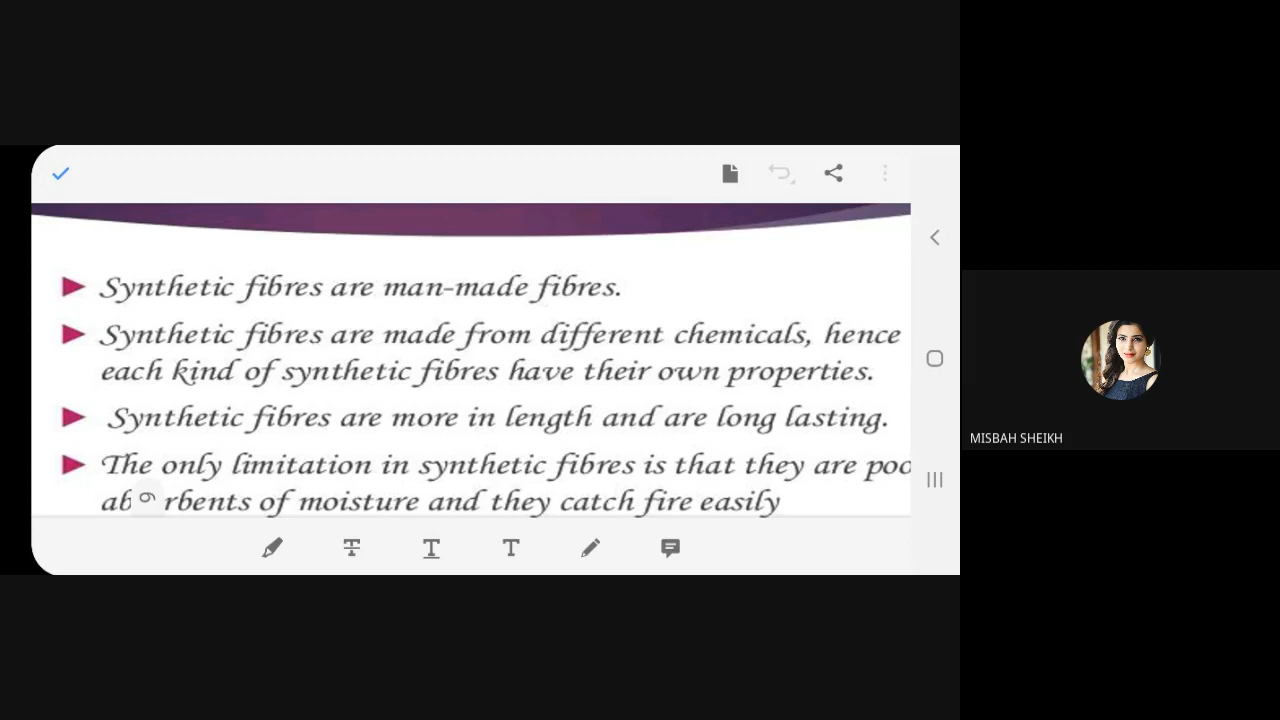 Synthetic fibres are man-made fibres.
Synthetic fibres are made from different chemicals, hence
each kind of synthetic fibres have their own properties.
Synthetic fibres are more in length and are long lasting.
The only limitation in synthetic fibres is that they are
of moisture and they catch fire easily
MISBAH SHEIKH